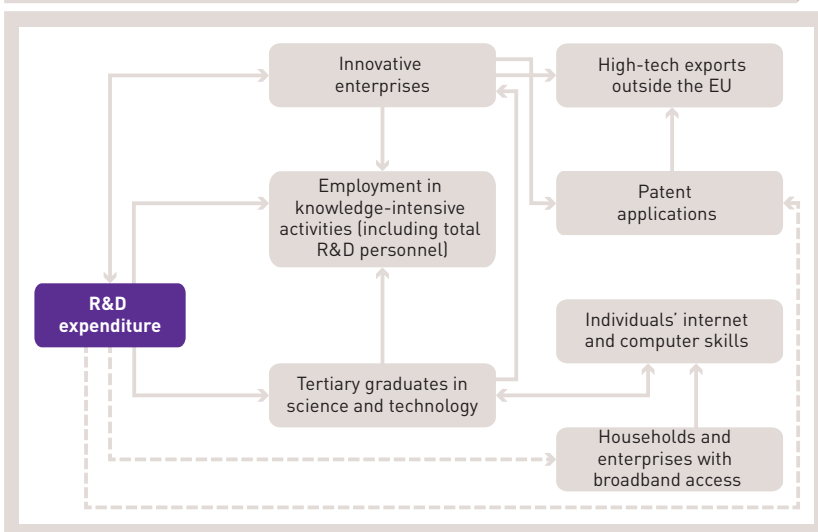 Innovative
enterprises
High-tech exports
outside the EU
Employment in
knowledge-intensive
activities (including total
R&D personnel)
Patent
applications
R&D
expenditure
Individuals’ internet
and computer skills
Tertiary graduates in
science and technology
Households and
enterprises with
broadband access